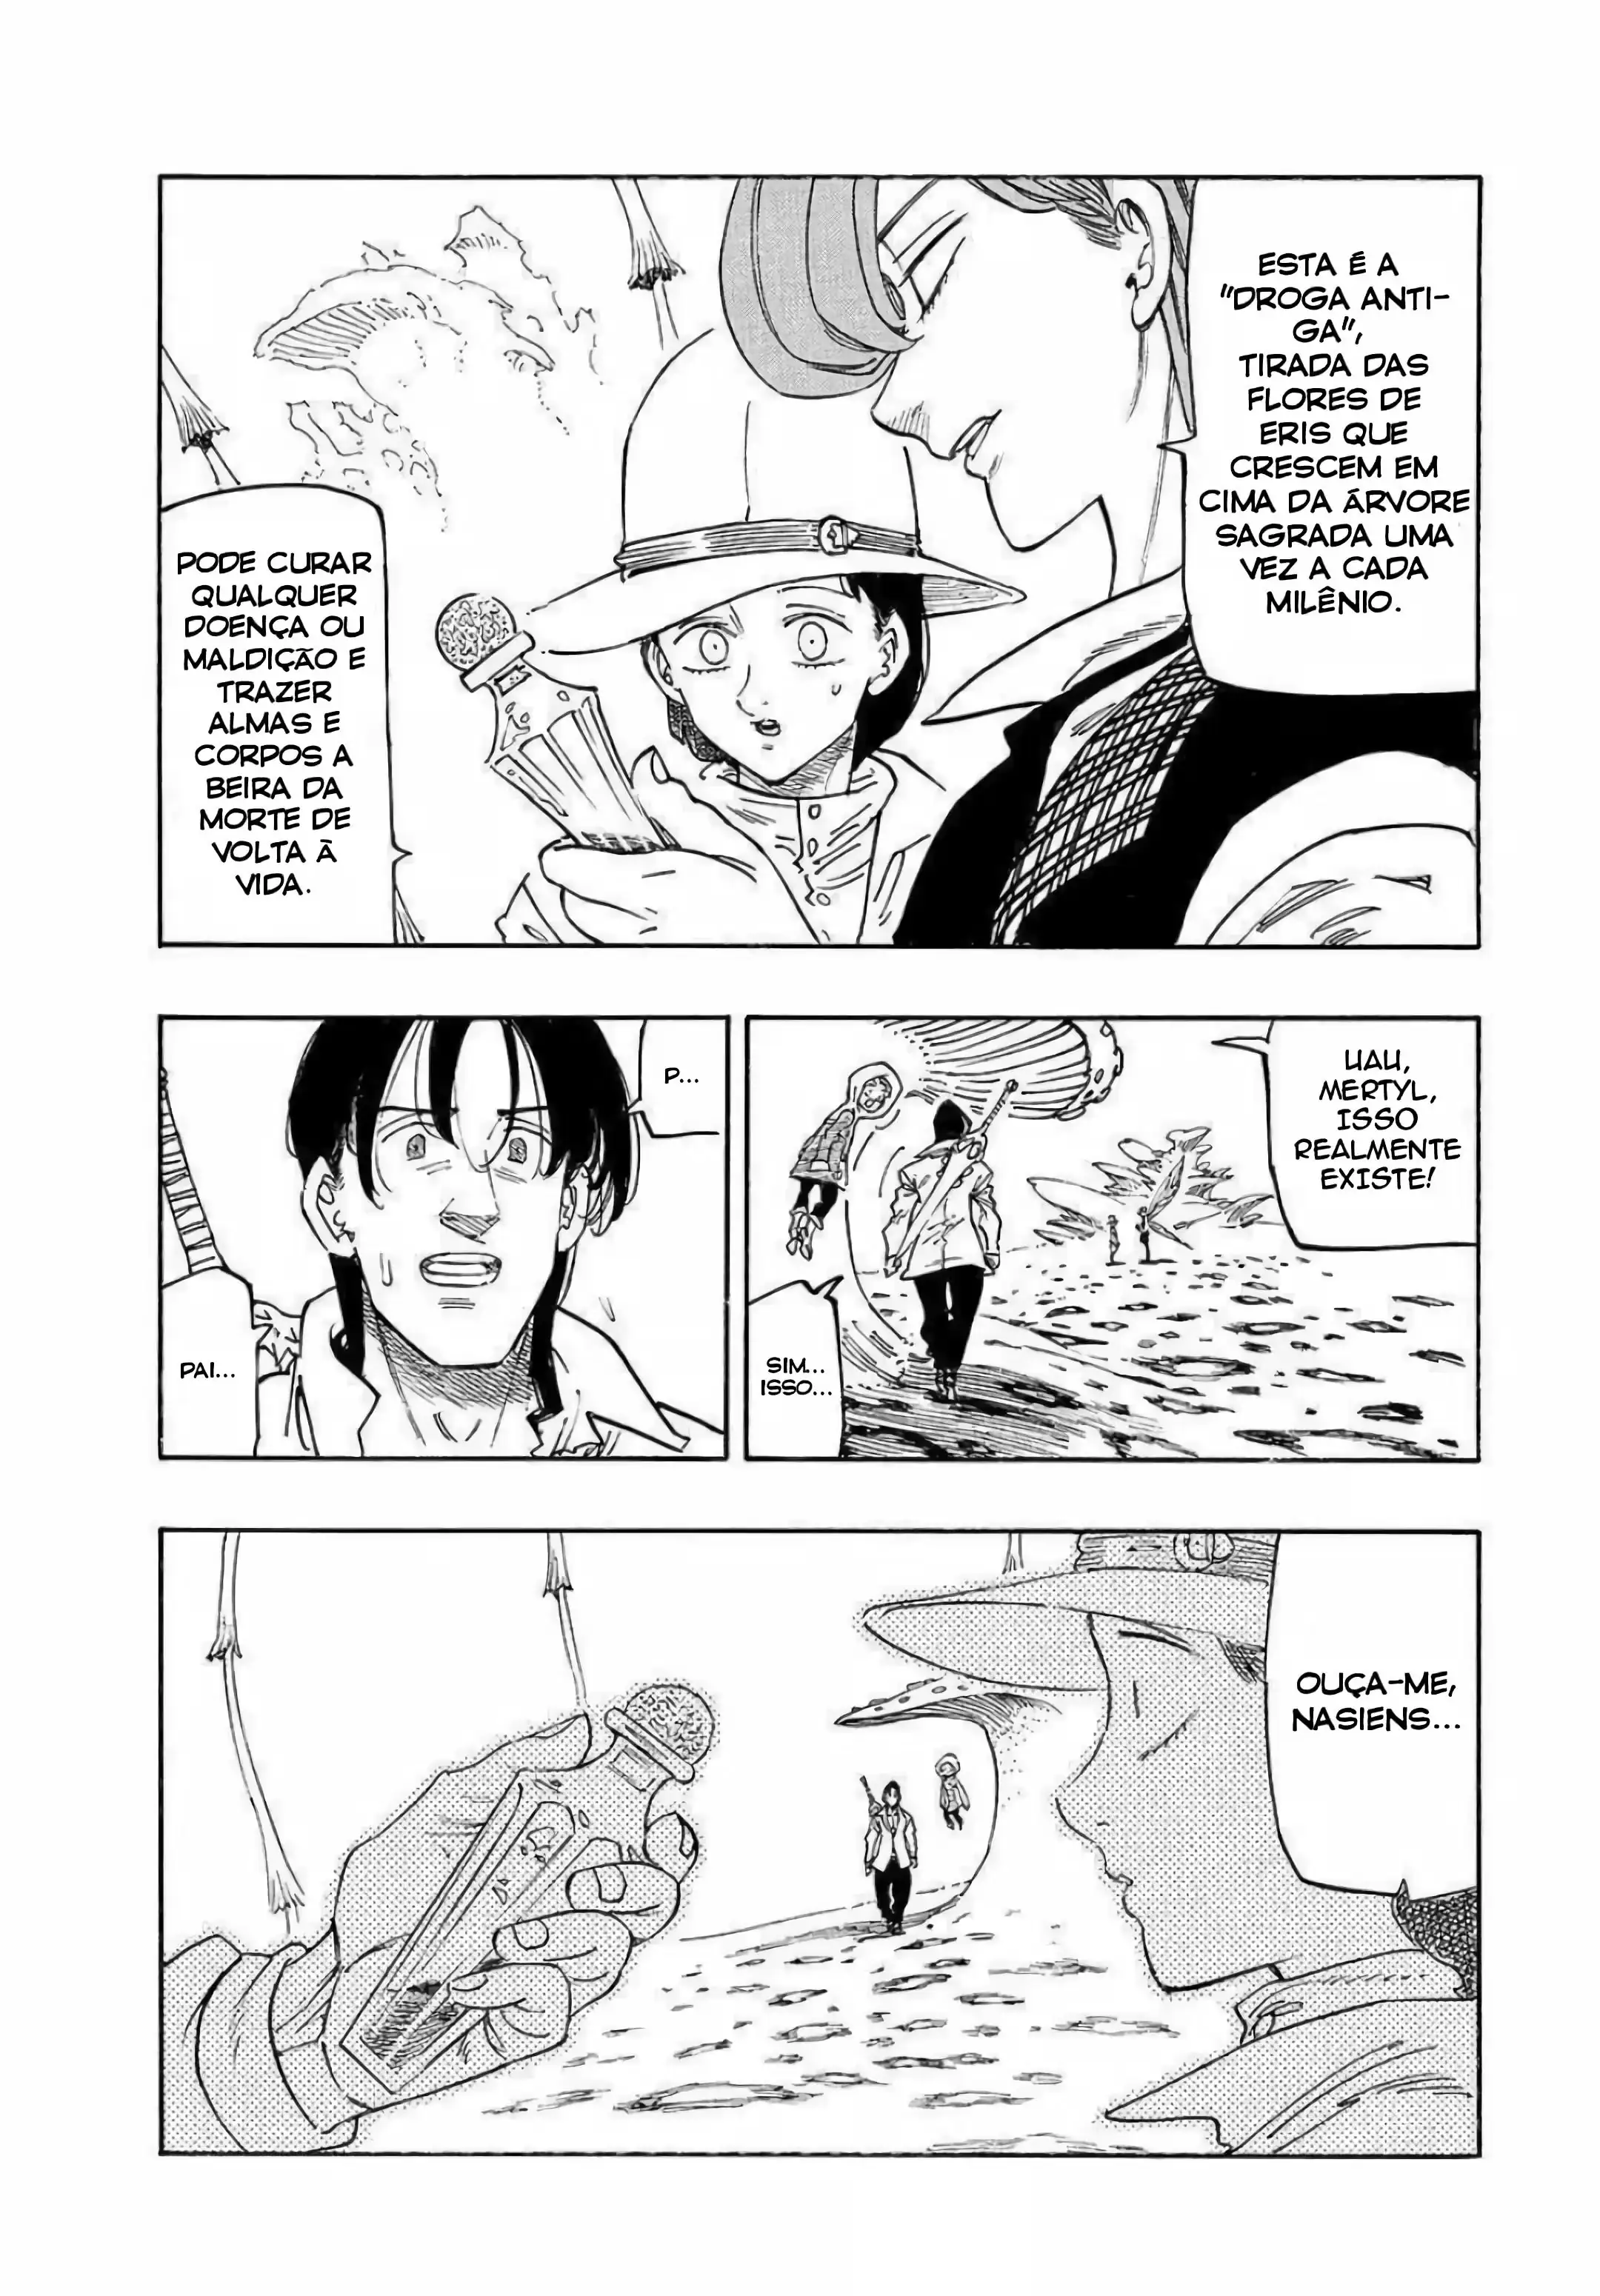 ESTA É A
"DROGA ANTI-
GA",
TIRADA DAS
FLORES DE
ERIS QUE
CRESCEM EM
CIMA DA ÁRVORE
SAGRADA UMA
VEZ A CADA
MILÊNIO.
PODE CURAR
QUALQUER
DOENÇA OU
MALDIÇÃO E
TRAZER
ALMAS E
CORPOS A
BEIRA DA
MORTE DE
VOLTA À
VIDA.
UAU,
MERTYL,
ISSO
REALMENTE
EXISTE!
SIM...
ISSO...
P...
PAI...
OUÇA-ME,
NASIENS...